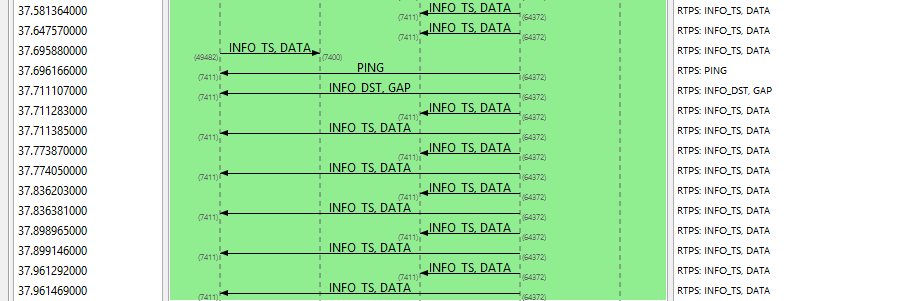 37.581364000 INFO_TS, DATA (7411) (64372) RTPS: INFO_TS, DATA
37.647570000 INFO_TS, DATA (7411) (64372) RTPS: INFO_TS, DATA
37.695880000 INFO_TS, DATA (49482) (7400) RTPS: INFO_TS, DATA
37.696166000 PING (7411) (64372) RTPS: PING
37.711107000 INFO_DST, GAP (7411) (64372) RTPS: INFO_DST, GAP
37.711283000 INFO_TS, DATA (7411) (64372) RTPS: INFO_TS, DATA
37.711385000 INFO_TS, DATA (7411) (64372) RTPS: INFO_TS, DATA
37.773870000 INFO_TS, DATA (7411) (64372) RTPS: INFO_TS, DATA
37.774050000 INFO_TS, DATA (7411) (64372) RTPS: INFO_TS, DATA
37.836203000 INFO_TS, DATA (7411) (64372) RTPS: INFO_TS, DATA
37.836381000 INFO_TS, DATA (7411) (64372) RTPS: INFO_TS, DATA
37.898965000 INFO_TS, DATA (7411) (64372) RTPS: INFO_TS, DATA
37.899146000 INFO_TS, DATA (7411) (64372) RTPS: INFO_TS, DATA
37.961292000 INFO_TS, DATA (7411) (64372) RTPS: INFO_TS, DATA
37.961469000 INFO_TS, DATA (7411) (64372) RTPS: INFO_TS, DATA